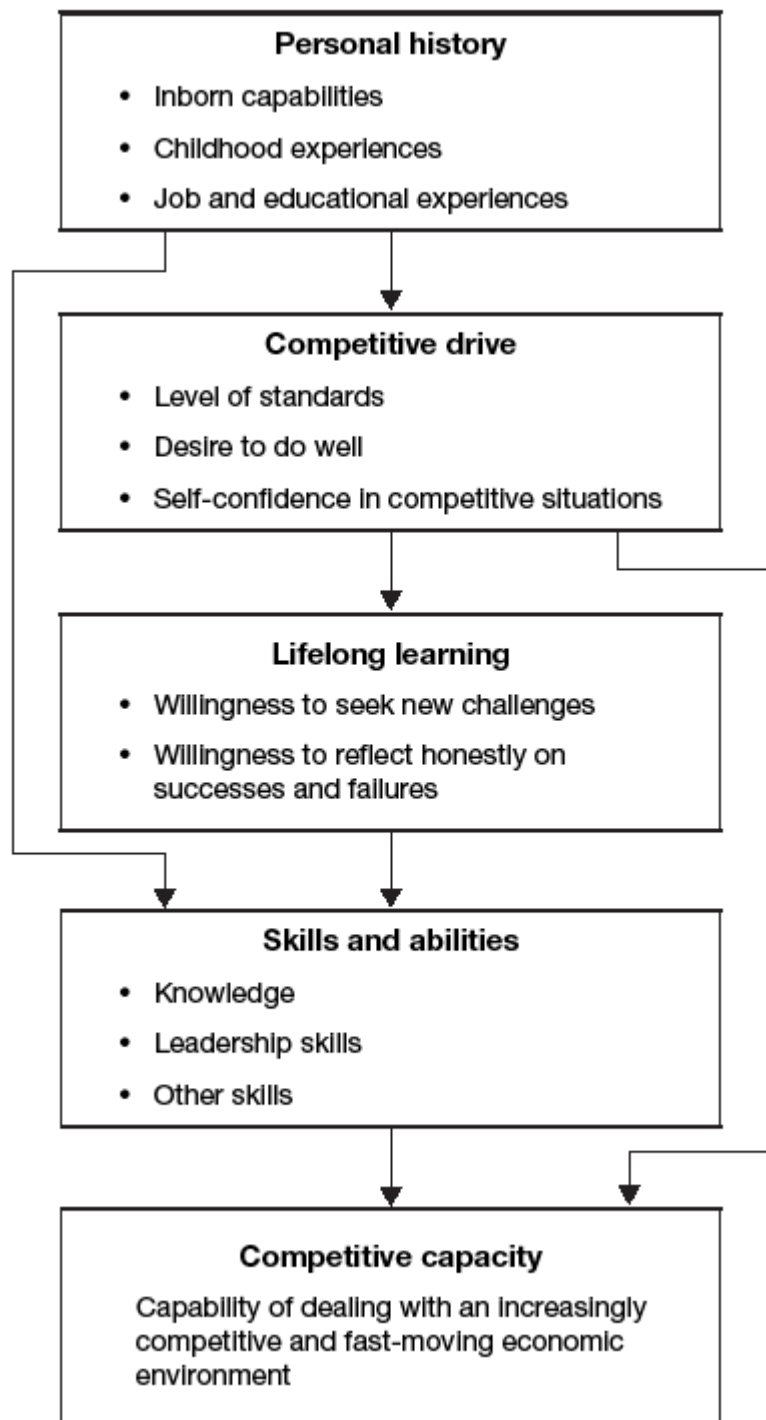 Personal history
• Inborn capabilities
• Childhood experiences
• Job and educational experiences
Competitive drive
• Level of standards
• Desire to do well
• Self-confidence in competitive situations
Lifelong learning
• Willingness to seek new challenges
• Willingness to reflect honestly on
successes and failures
Skills and abilities
• Knowledge
• Leadership skills
• Other skills
Competitive capacity
Capability of dealing with an increasingly
competitive and fast-moving economic
environment